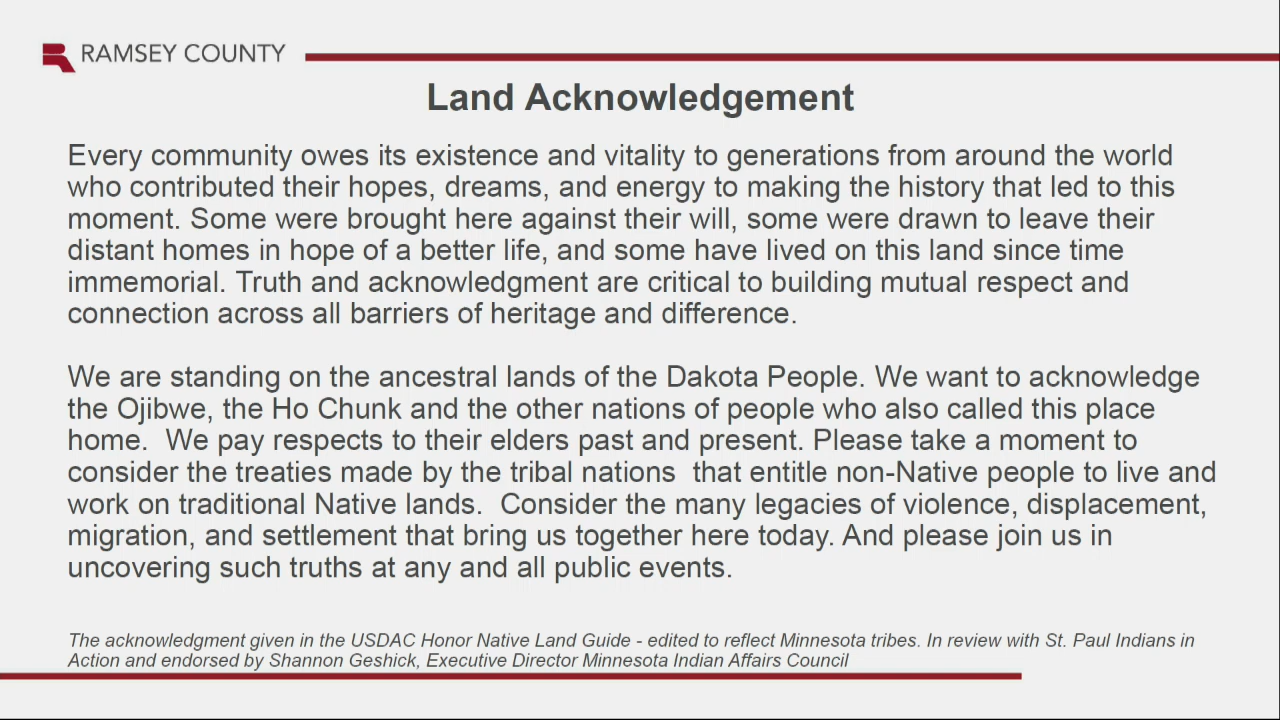 RAMSEY COUNTY
Land Acknowledgement
Every community owes its existence and vitality to generations from around the world
who contributed their hopes, dreams, and energy to making the history that led to this
moment. Some were brought here against their will, some were drawn to leave their
distant homes in hope of a better life, and some have lived on this land since time
immemorial. Truth and acknowledgment are critical to building mutual respect and
connection across all barriers of heritage and difference.
We are standing on the ancestral lands of the Dakota People. We want to acknowledge
the Ojibwe, the Ho Chunk and the other nations of people who also called this place
home.  We pay respects to their elders past and present. Please take a moment to
consider the treaties made by the tribal nations  that entitle non-Native people to live and
work on traditional Native lands.  Consider the many legacies of violence, displacement,
migration, and settlement that bring us together here today. And please join us in
uncovering such truths at any and all public events.
The acknowledgment given in the USDAC Honor Native Land Guide - edited to reflect Minnesota tribes. In review with St. Paul Indians in
Action and endorsed by Shannon Geshick, Executive Director Minnesota Indian Affairs Council